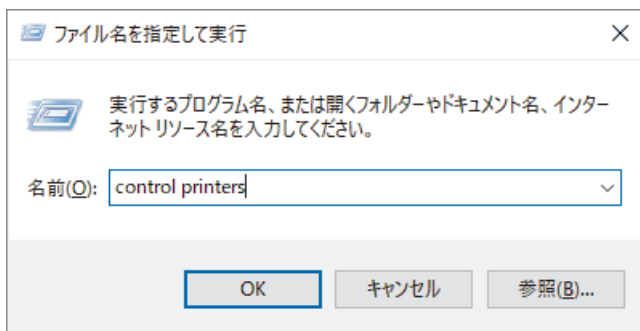 ファイル名を指定して実行
実行するプログラム名、または開くフォルダーやドキュメント名、インター
ネット リソース名を入力してください。
名前(O): control printers
OK キャンセル 参照(B)...